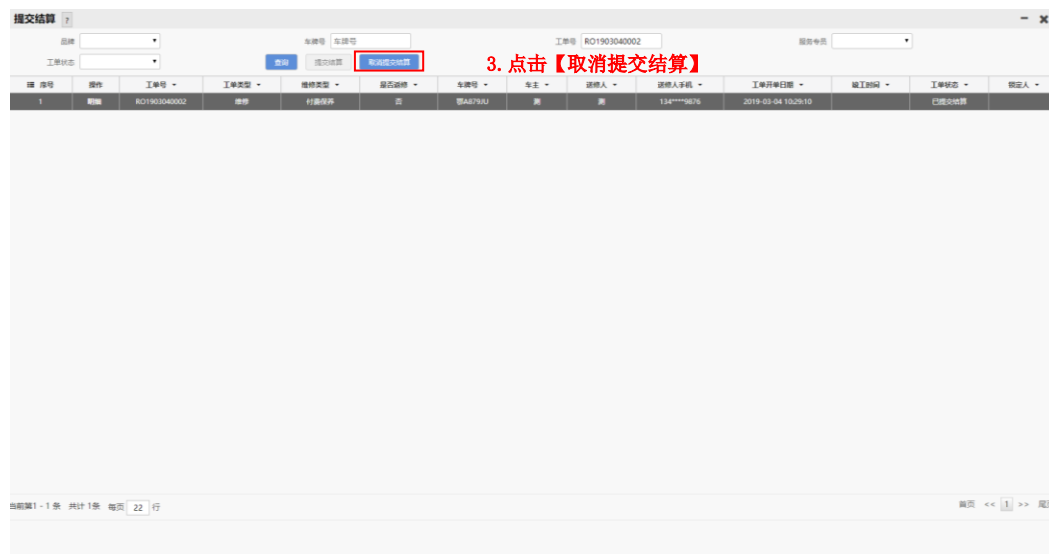 提交结算 ?
品牌 车牌号 车牌号 工单号 RO1903040002 服务专员
工单状态 查询 提交结算 取消提交结算 3.点击【取消提交结算】
序号 操作 工单号 工单类型 维修类型 是否返修 车牌号 车主 送修人 送修人手机 工单开单日期 竣工时间 工单状态 锁定人
1 明细 RO1903040002 维修 付费保养 否 鄂A879JU 测 测 134****9876 2019-03-04 10:29:10 已提交结算
当前第1 - 1 条 共计 1条 每页 22 行 首页 << 1 >> 尾